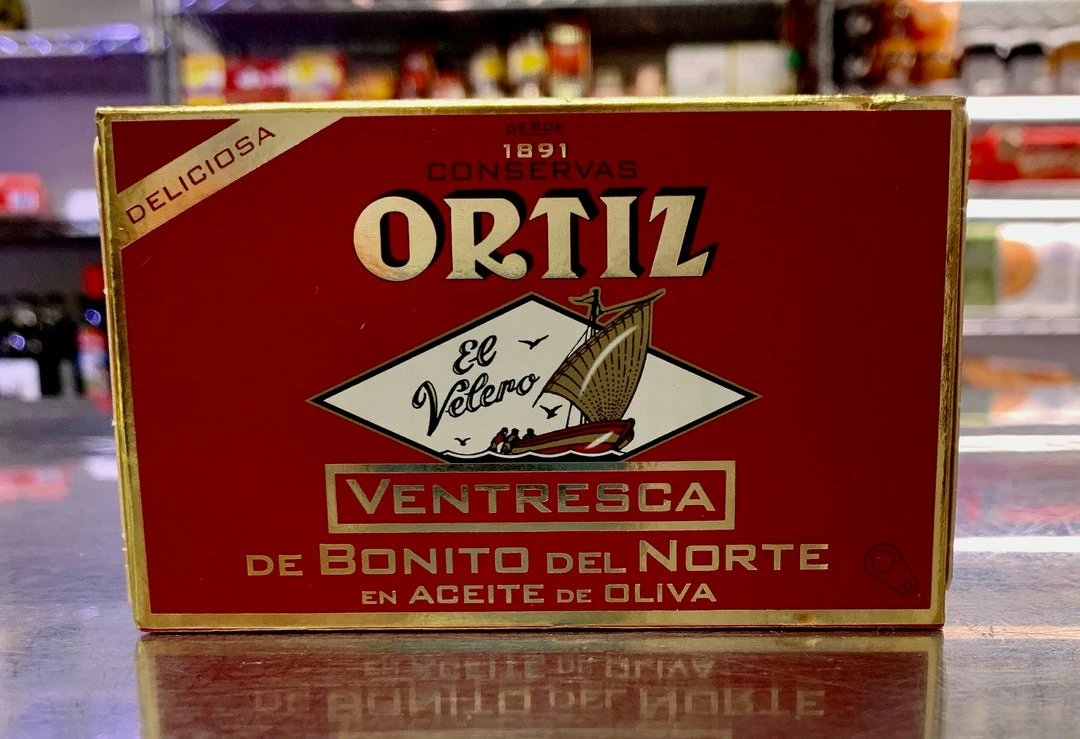 DELICIOSA
DESDE
1891
CONSERVAS
ORTIZ
El
Velero
VENTRESCA
DE BONITO DEL NORTE
EN ACEITE DE OLIVA